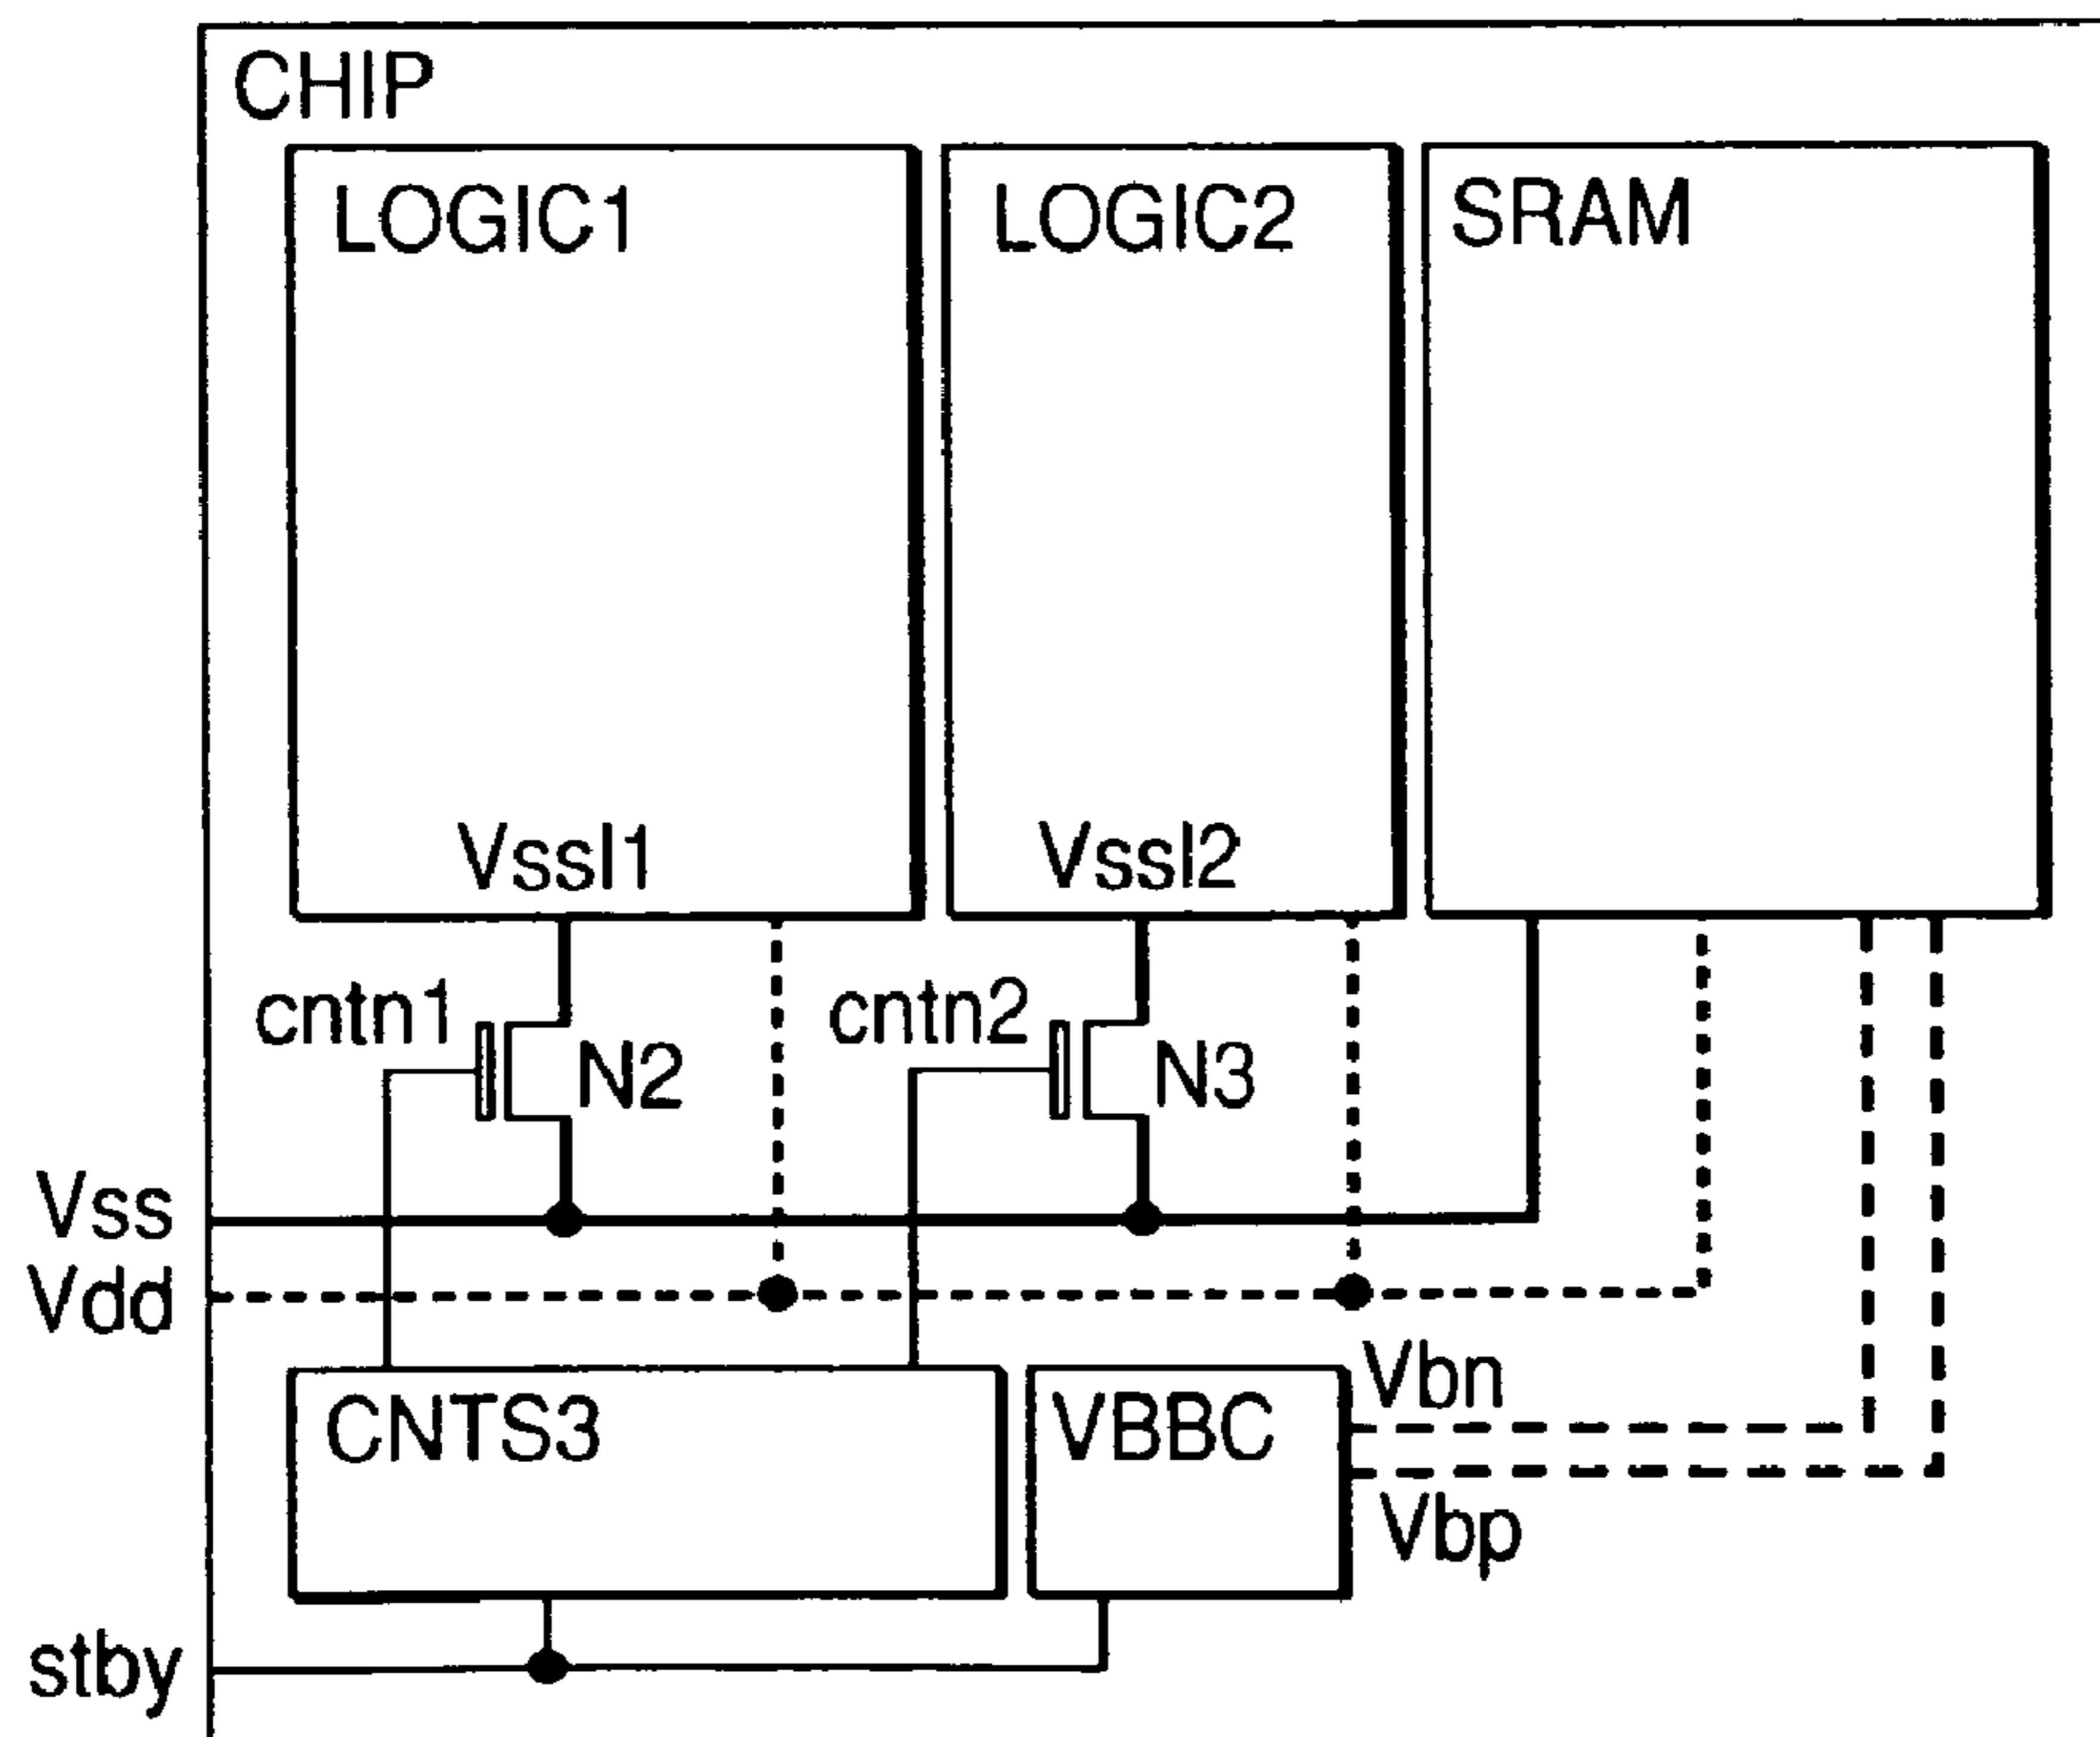 CHIP
LOGIC1
LOGIC2
SRAM
Vssl1
Vssl2
cntn1
N2
cntn2
N3
Vss
Vdd
CNTS3
VBBC
Vbn
Vbp
stby